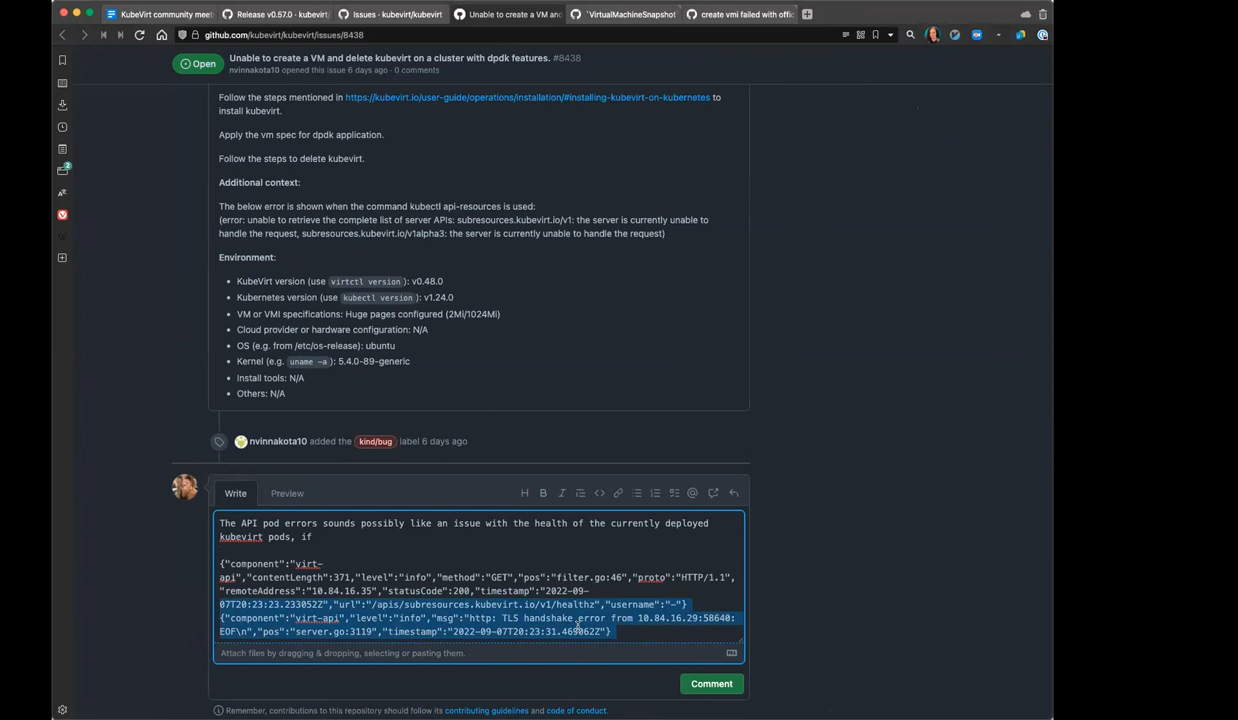 KubeVirt community meet
Release v0.57.0 · kubevirt/
Issues · kubevirt/kubevirt
Unable to create a VM and
`VirtualMachineSnapshot
create vmi failed with offic
github.com/kubevirt/kubevirt/issues/8438
Open
Unable to create a VM and delete kubevirt on a cluster with dpdk features. #8438
nvinnakota10 opened this issue 6 days ago · 0 comments
Follow the steps mentioned in https://kubevirt.io/user-guide/operations/installation/#installing-kubevirt-on-kubernetes to
install kubevirt.
Apply the vm spec for dpdk application.
Follow the steps to delete kubevirt.
Additional context:
The below error is shown when the command kubectl api-resources is used:
(error: unable to retrieve the complete list of server APIs: subresources.kubevirt.io/v1: the server is currently unable to
handle the request, subresources.kubevirt.io/v1alpha3: the server is currently unable to handle the request)
Environment:
• KubeVirt version (use virtctl version): v0.48.0
• Kubernetes version (use kubectl version): v1.24.0
• VM or VMI specifications: Huge pages configured (2Mi/1024Mi)
• Cloud provider or hardware configuration: N/A
• OS (e.g. from /etc/os-release): ubuntu
• Kernel (e.g. uname -a): 5.4.0-89-generic
• Install tools: N/A
• Others: N/A
2
nvinnakota10 added the kind/bug label 6 days ago
Write
Preview
The API pod errors sounds possibly like an issue with the health of the currently deployed
kubevirt pods, if
{"component":"virt-
api","contentLength":371,"level":"info","method":"GET","pos":"filter.go:46","proto":"HTTP/1.1",
"remoteAddress":"10.84.16.35","statusCode":200,"timestamp":"2022-09-
07T20:23:23.233052Z","url":"/apis/subresources.kubevirt.io/v1/healthz","username":"-"}
{"component":"virt-api","level":"info","msg":"http: TLS handshake error from 10.84.16.29:58640:
EOF\n","pos":"server.go:3119","timestamp":"2022-09-07T20:23:31.469062Z"}
Attach files by dragging & dropping, selecting or pasting them.
Comment
Remember, contributions to this repository should follow its contributing guidelines and code of conduct.